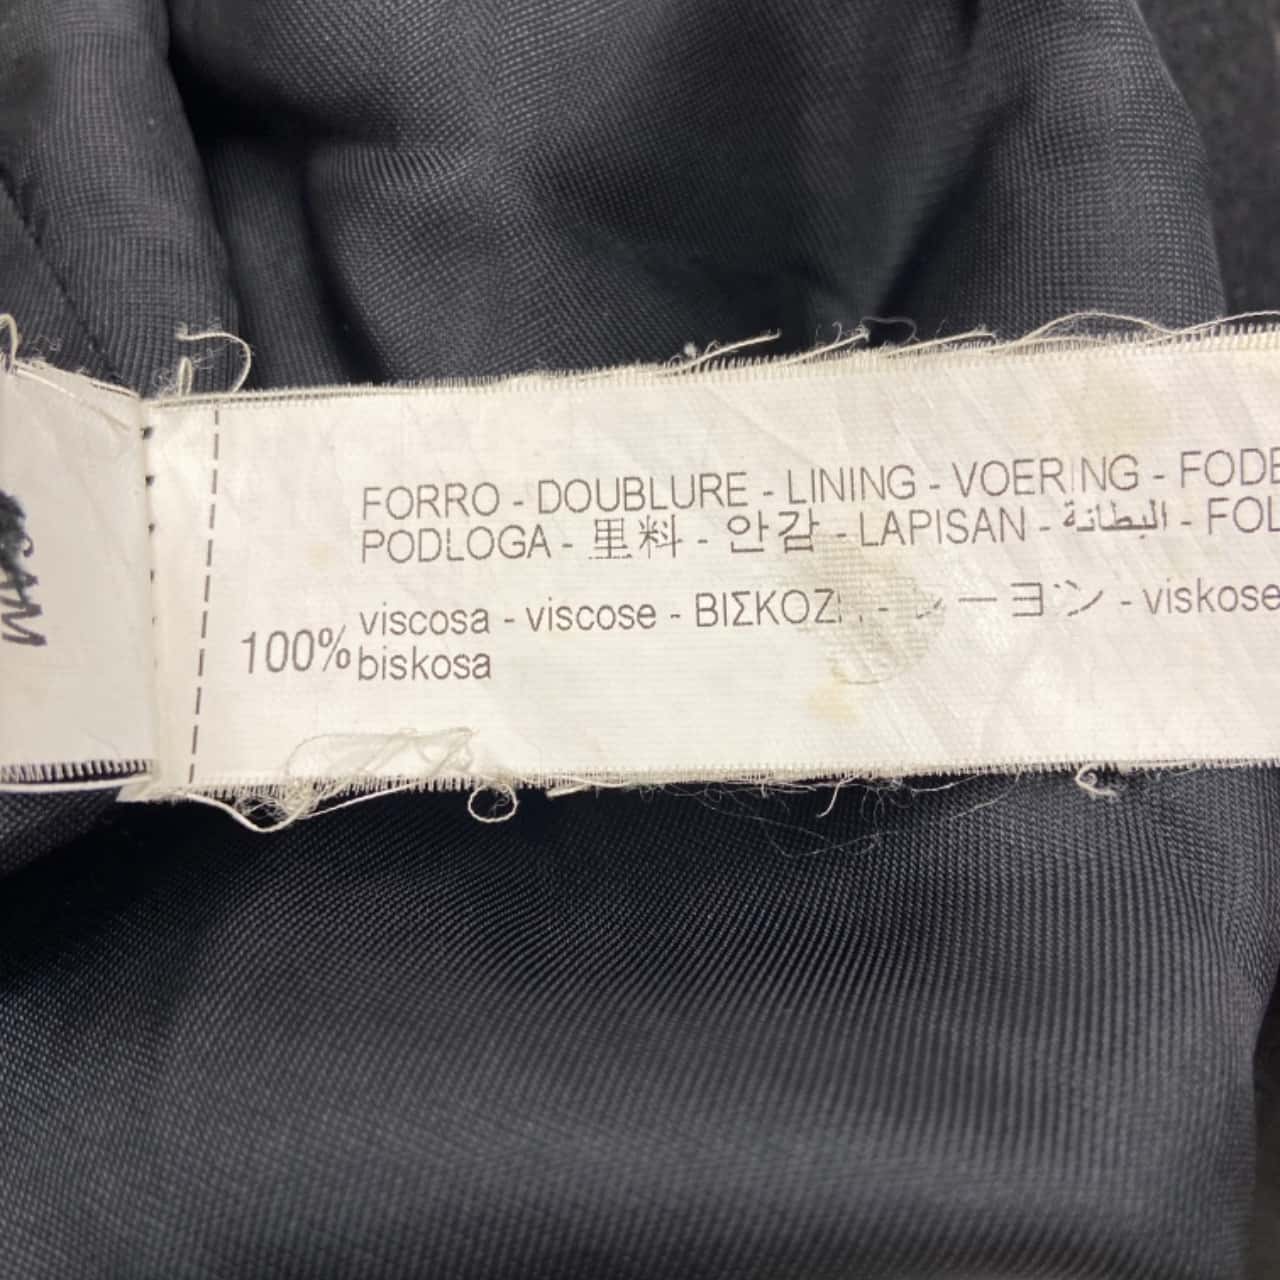 FORRO - DOUBLURE - LINING - VOERING - FODE
PODLOGA - 里料 - 안감 - LAPISAN - البطانة - FOL
viscosa - viscose - ΒΙΣΚΟΖ - レーヨン - viskose
100% biskosa